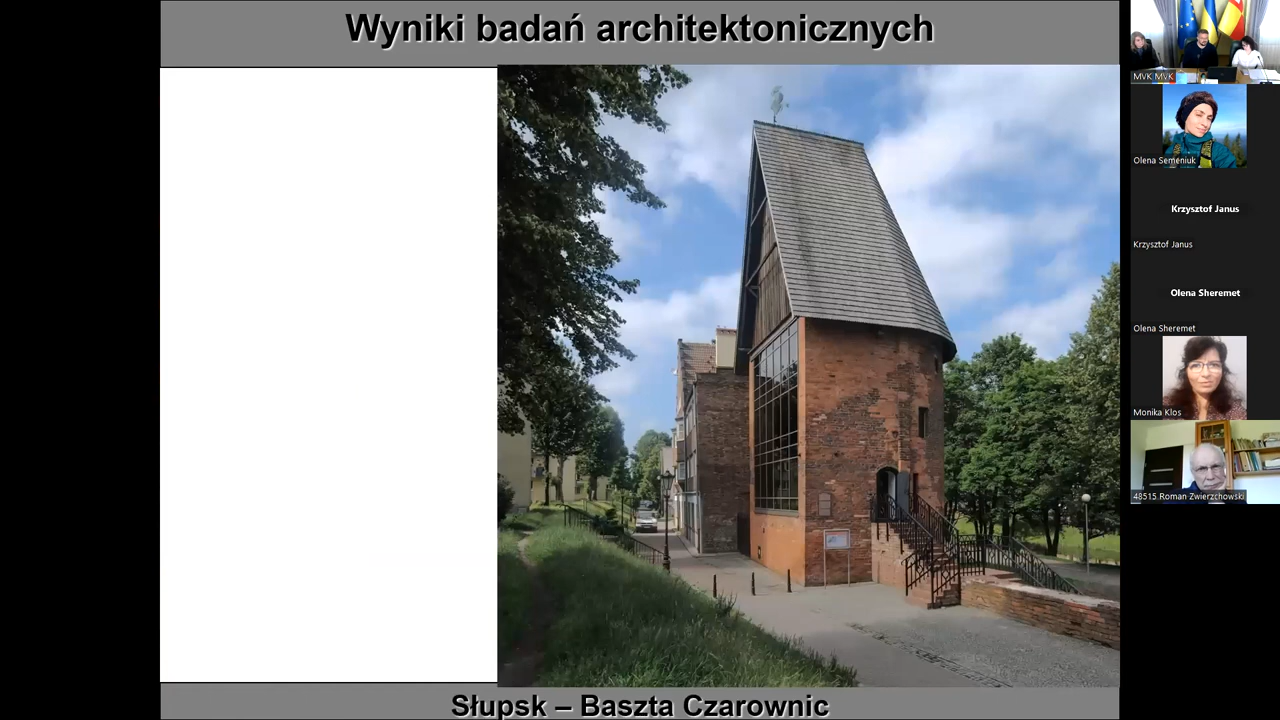 Wyniki badań architektonicznych
MVK MVK
Olena Semeniuk
Krzysztof Janus
Krzysztof Janus
Olena Sheremet
Olena Sheremet
Monika Klos
48515 Roman Zwierzchowski
Słupsk – Baszta Czarownic